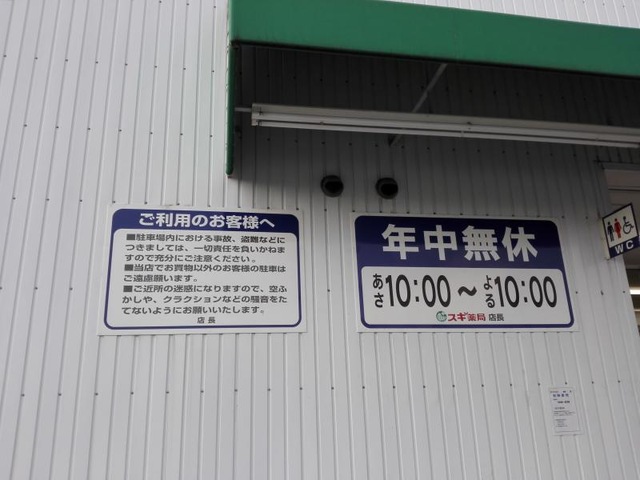 ご利用のお客様へ
■駐車場内における事故、盗難などに
つきましては、一切責任を負いかねま
すので充分にご注意ください。
■当店でお買物以外のお客様の駐車は
ご遠慮願います。
■ご近所の迷惑になりますので、空ふ
かしや、クラクションなどの騒音をた
てないようにお願いいたします。
店長
年中無休
あさ10:00～よる10:00
スギ薬局 店長
WC